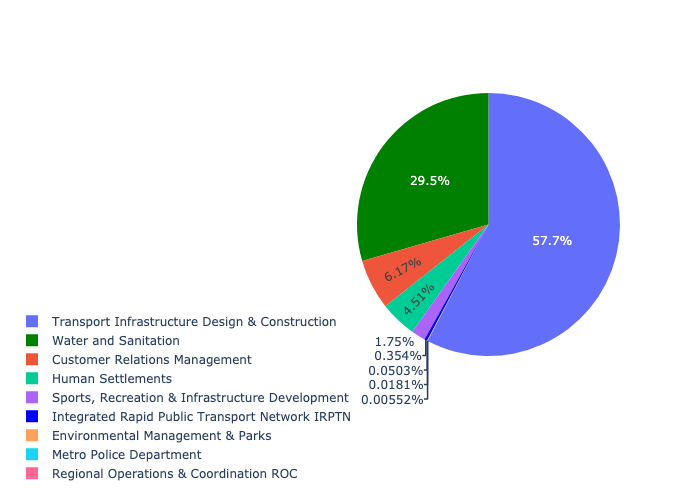 29.5%
57.7%
6.17%
4.51%
1.75%
0.354%
0.0503%
0.0181%
0.00552%
Transport Infrastructure Design & Construction
Water and Sanitation
Customer Relations Management
Human Settlements
Sports, Recreation & Infrastructure Development
Integrated Rapid Public Transport Network IRPTN
Environmental Management & Parks
Metro Police Department
Regional Operations & Coordination ROC